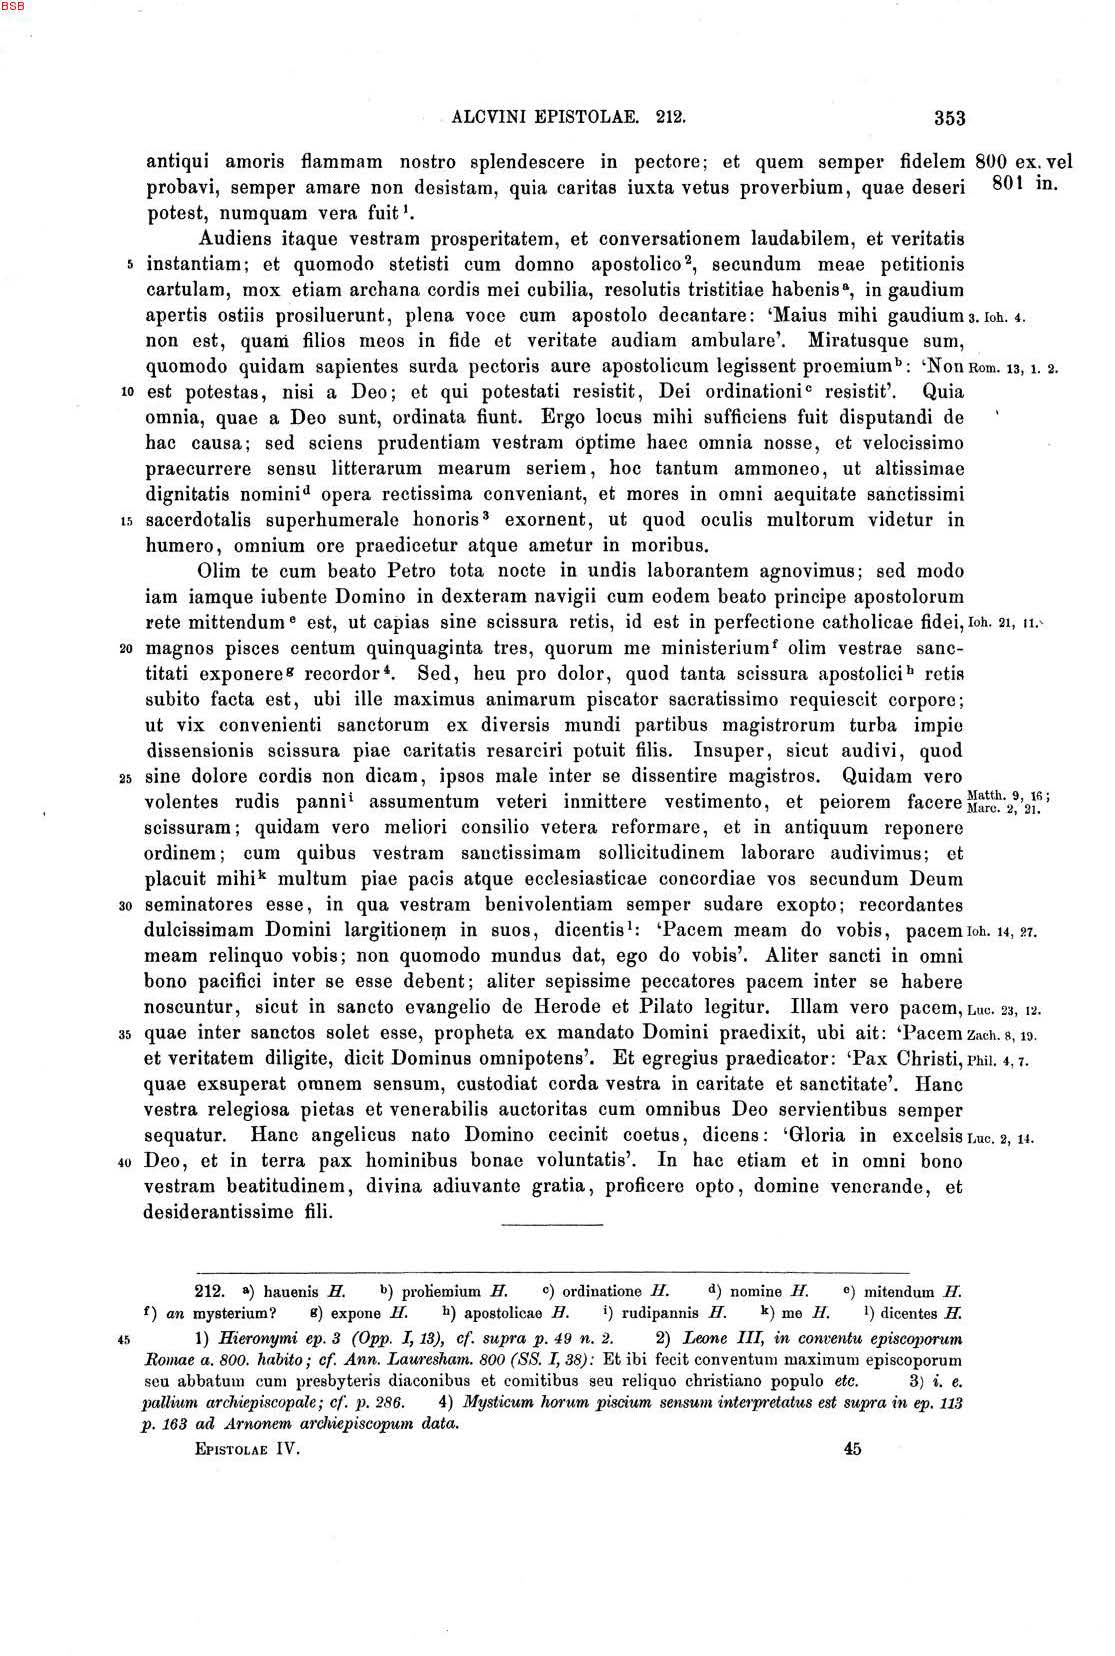 BSB
ALCVINI EPISTOLAE. 212. 353
antiqui amoris flammam nostro splendescere in pectore; et quem semper fidelem 800 ex. vel
probavi, semper amare non desistam, quia caritas iuxta vetus proverbium, quae deseri 801 in.
potest, numquam vera fuit¹.
Audiens itaque vestram prosperitatem, et conversationem laudabilem, et veritatis
5 instantiam; et quomodo stetisti cum domno apostolico², secundum meae petitionis
cartulam, mox etiam archana cordis mei cubilia, resolutis tristitiae habenisᵃ, in gaudium
apertis ostiis prosiluerunt, plena voce cum apostolo decantare: ‘Maius mihi gaudium 3. Ioh. 4.
non est, quam filios meos in fide et veritate audiam ambulare’. Miratusque sum,
quomodo quidam sapientes surda pectoris aure apostolicum legissent proemiumᵇ: ‘Non Rom. 13, 1. 2.
10 est potestas, nisi a Deo; et qui potestati resistit, Dei ordinationiᶜ resistit’. Quia
omnia, quae a Deo sunt, ordinata fiunt. Ergo locus mihi sufficiens fuit disputandi de
hac causa; sed sciens prudentiam vestram optime haec omnia nosse, et velocissimo
praecurrere sensu litterarum mearum seriem, hoc tantum ammoneo, ut altissimae
dignitatis nominiᵈ opera rectissima conveniant, et mores in omni aequitate sanctissimi
15 sacerdotalis superhumerale honoris³ exornent, ut quod oculis multorum videtur in
humero, omnium ore praedicetur atque ametur in moribus.
Olim te cum beato Petro tota nocte in undis laborantem agnovimus; sed modo
iam iamque iubente Domino in dexteram navigii cum eodem beato principe apostolorum
rete mittendumᵉ est, ut capias sine scissura retis, id est in perfectione catholicae fidei, Ioh. 21, 11.
20 magnos pisces centum quinquaginta tres, quorum me ministeriumᶠ olim vestrae sanc-
titati exponereᵍ recordor⁴. Sed, heu pro dolor, quod tanta scissura apostoliciʰ retis
subito facta est, ubi ille maximus animarum piscator sacratissimo requiescit corpore;
ut vix convenienti sanctorum ex diversis mundi partibus magistrorum turba impie
dissensionis scissura piae caritatis resarciri potuit filis. Insuper, sicut audivi, quod
25 sine dolore cordis non dicam, ipsos male inter se dissentire magistros. Quidam vero
volentes rudis panniⁱ assumentum veteri inmittere vestimento, et peiorem facere Matth. 9, 16; Marc. 2, 21.
scissuram; quidam vero meliori consilio vetera reformare, et in antiquum reponere
ordinem; cum quibus vestram sanctissimam sollicitudinem laborare audivimus; et
placuit mihiᵏ multum piae pacis atque ecclesiasticae concordiae vos secundum Deum
30 seminatores esse, in qua vestram benivolentiam semper sudare exopto; recordantes
dulcissimam Domini largitionem in suos, dicentisˡ: ‘Pacem meam do vobis, pacem Ioh. 14, 27.
meam relinquo vobis; non quomodo mundus dat, ego do vobis’. Aliter sancti in omni
bono pacifici inter se esse debent; aliter sepissime peccatores pacem inter se habere
noscuntur, sicut in sancto evangelio de Herode et Pilato legitur. Illam vero pacem, Luc. 23, 12.
35 quae inter sanctos solet esse, propheta ex mandato Domini praedixit, ubi ait: ‘Pacem Zach. 8, 19.
et veritatem diligite, dicit Dominus omnipotens’. Et egregius praedicator: ‘Pax Christi, Phil. 4, 7.
quae exsuperat omnem sensum, custodiat corda vestra in caritate et sanctitate’. Hanc
vestra relegiosa pietas et venerabilis auctoritas cum omnibus Deo servientibus semper
sequatur. Hanc angelicus nato Domino cecinit coetus, dicens: ‘Gloria in excelsis Luc. 2, 14.
40 Deo, et in terra pax hominibus bonae voluntatis’. In hac etiam et in omni bono
vestram beatitudinem, divina adiuvante gratia, proficere opto, domine venerande, et
desiderantissime fili.
212. a) hauenis H. b) prohemium H. c) ordinatione H. d) nomine H. e) mitendum H.
f) an mysterium? g) expone H. h) apostolicae H. i) rudipannis H. k) me H. l) dicentes H.
45 1) Hieronymi ep. 3 (Opp. I, 13), cf. supra p. 49 n. 2. 2) Leone III, in conventu episcoporum
Romae a. 800. habito; cf. Ann. Lauresham. 800 (SS. I, 38): Et ibi fecit conventum maximum episcoporum
seu abbatum cum presbyteris diaconibus et comitibus seu reliquo christiano populo etc. 3) i. e.
pallium archiepiscopale; cf. p. 286. 4) Mysticum horum piscium sensum interpretatus est supra in ep. 113
p. 163 ad Arnonem archiepiscopum data.
EPISTOLAE IV. 45